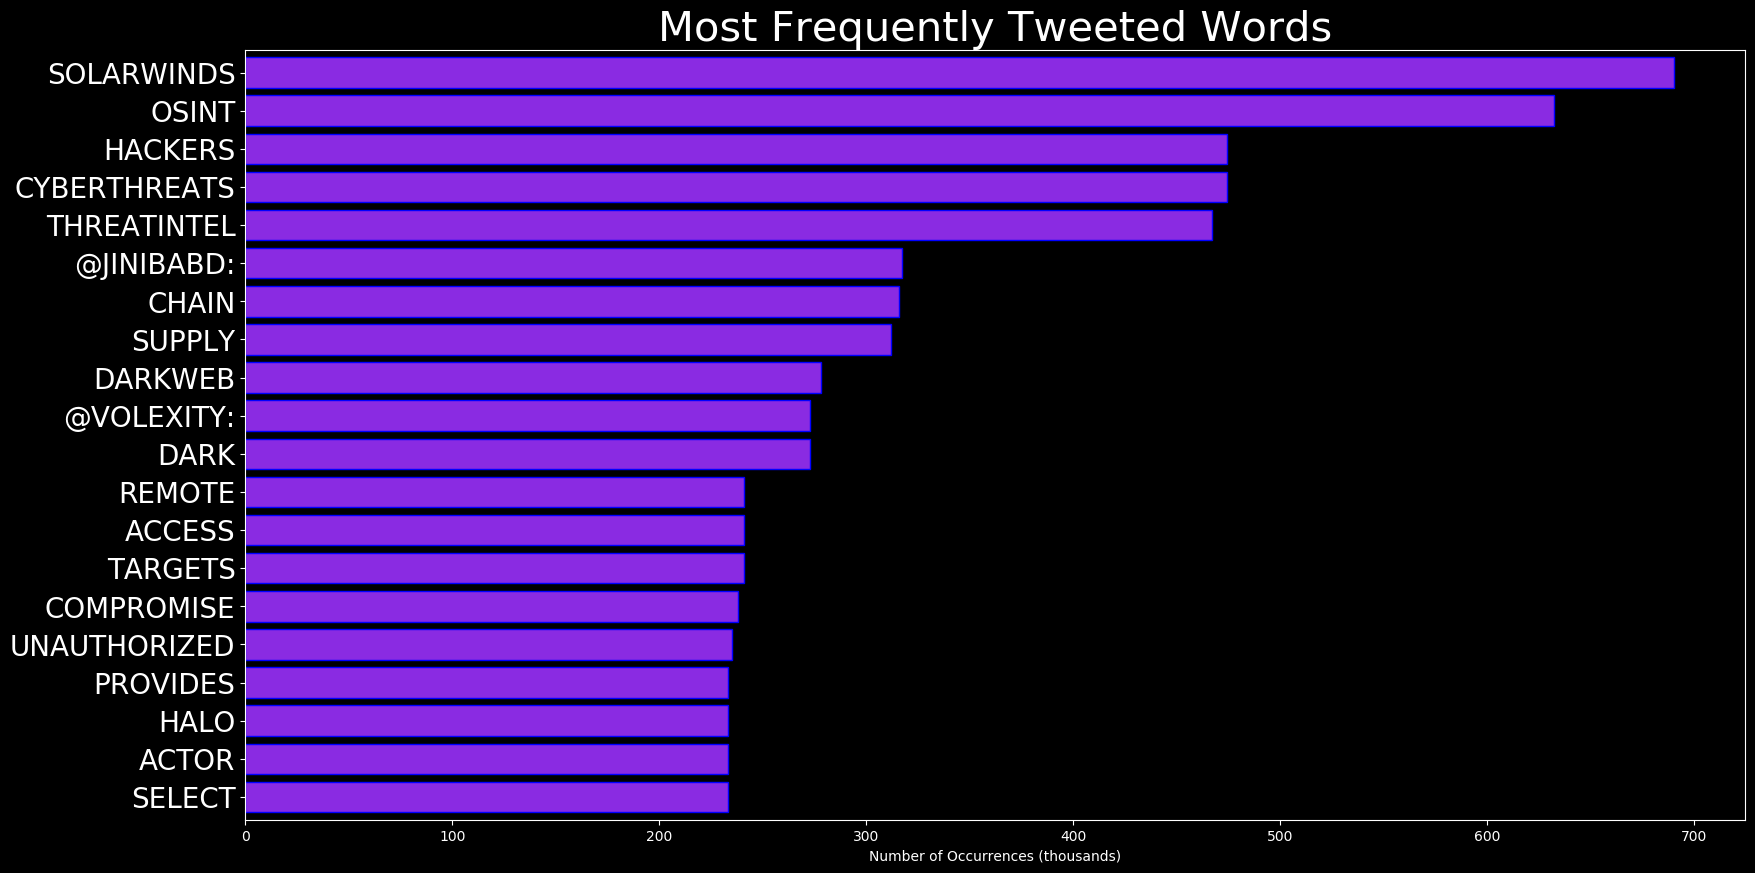 Most Frequently Tweeted Words
SOLARWINDS
OSINT
HACKERS
CYBERTHREATS
THREATINTEL
@JINIBABD:
CHAIN
SUPPLY
DARKWEB
@VOLEXITY:
DARK
REMOTE
ACCESS
TARGETS
COMPROMISE
UNAUTHORIZED
PROVIDES
HALO
ACTOR
SELECT
0 100 200 300 400 500 600 700
Number of Occurrences (thousands)